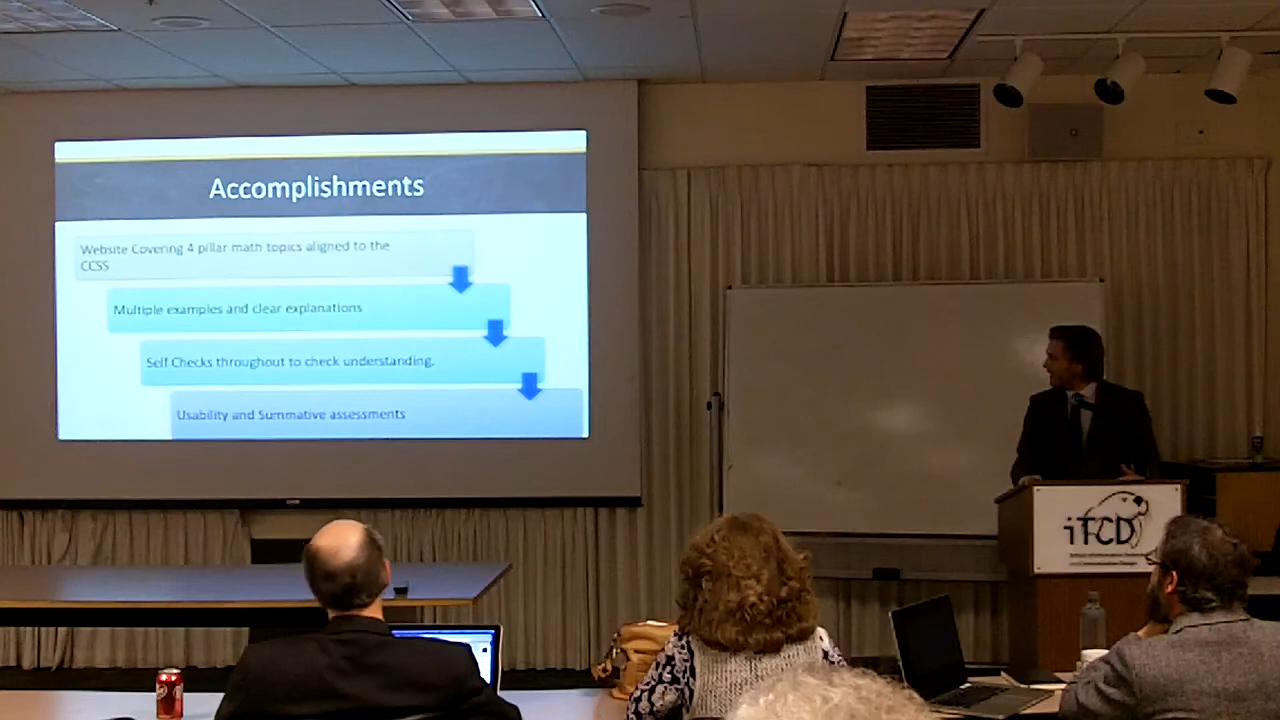 Accomplishments
Website Covering 4 pillar math topics aligned to the
CCSS
Multiple examples and clear explanations
Self Checks throughout to check understanding.
Usability and Summative assessments
iTCD